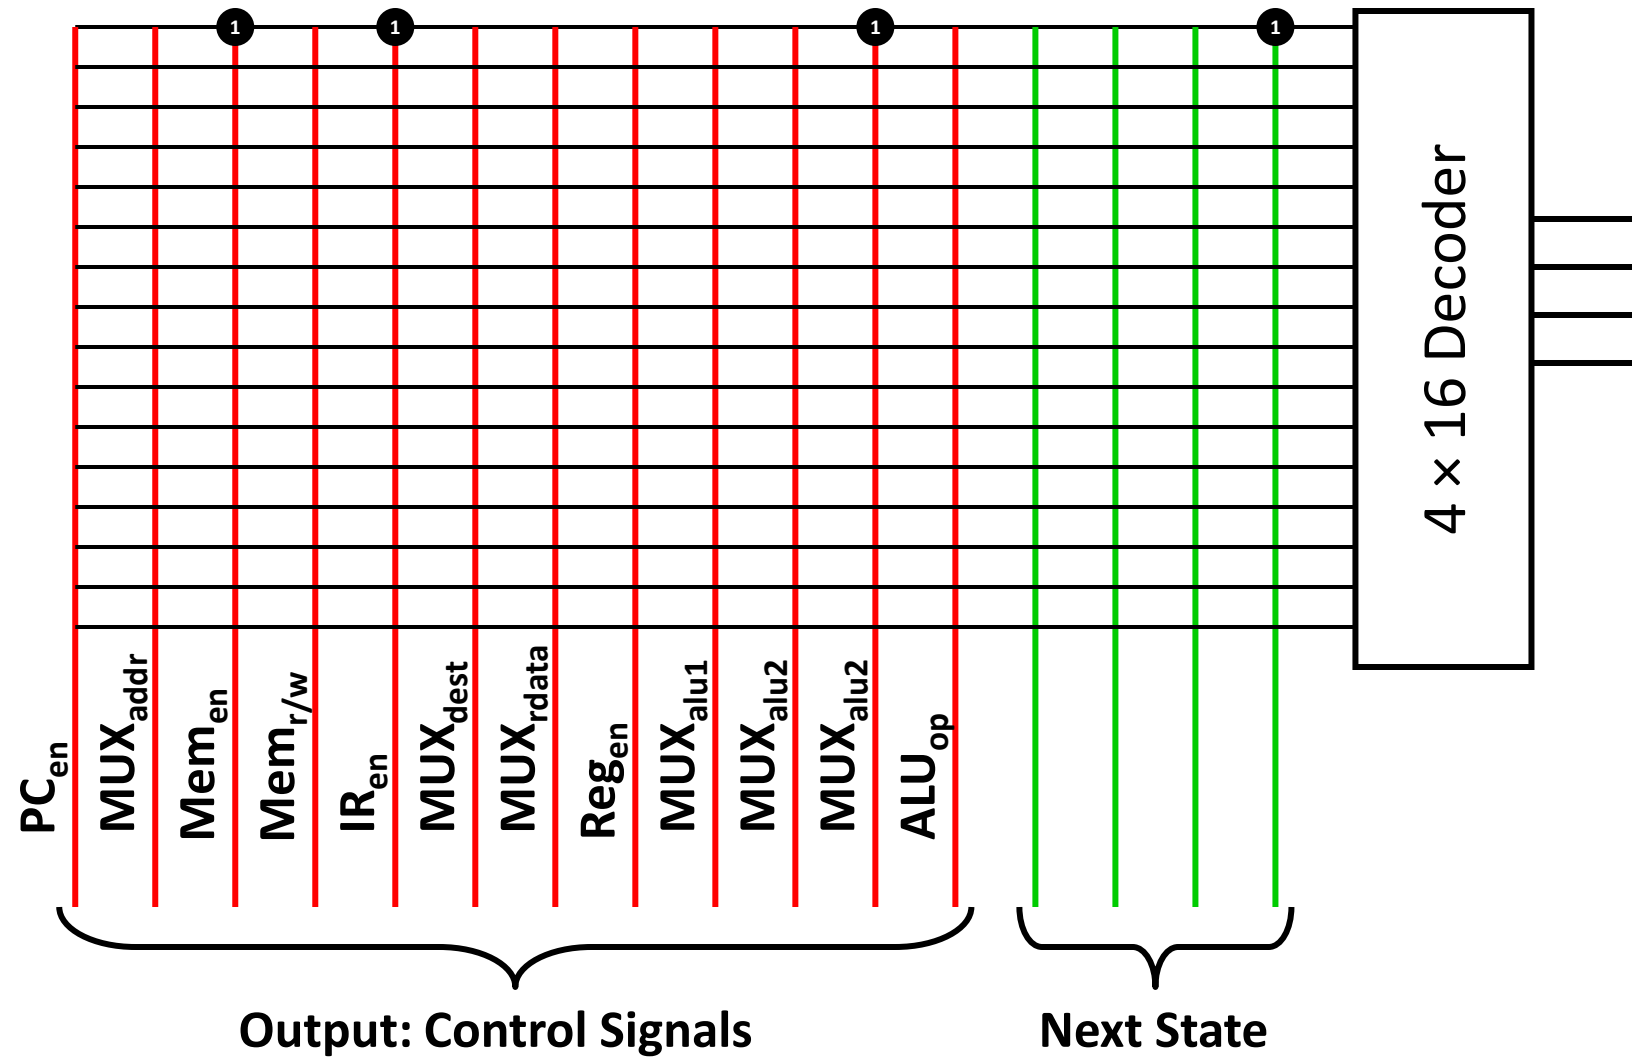 1 1 1 1
4 × 16 Decoder
PCen
MUXaddr
Memen
Memr/w
IRen
MUXdest
MUXrdata
Regen
MUXalu1
MUXalu2
MUXalu2
ALUop
Output: Control Signals
Next State